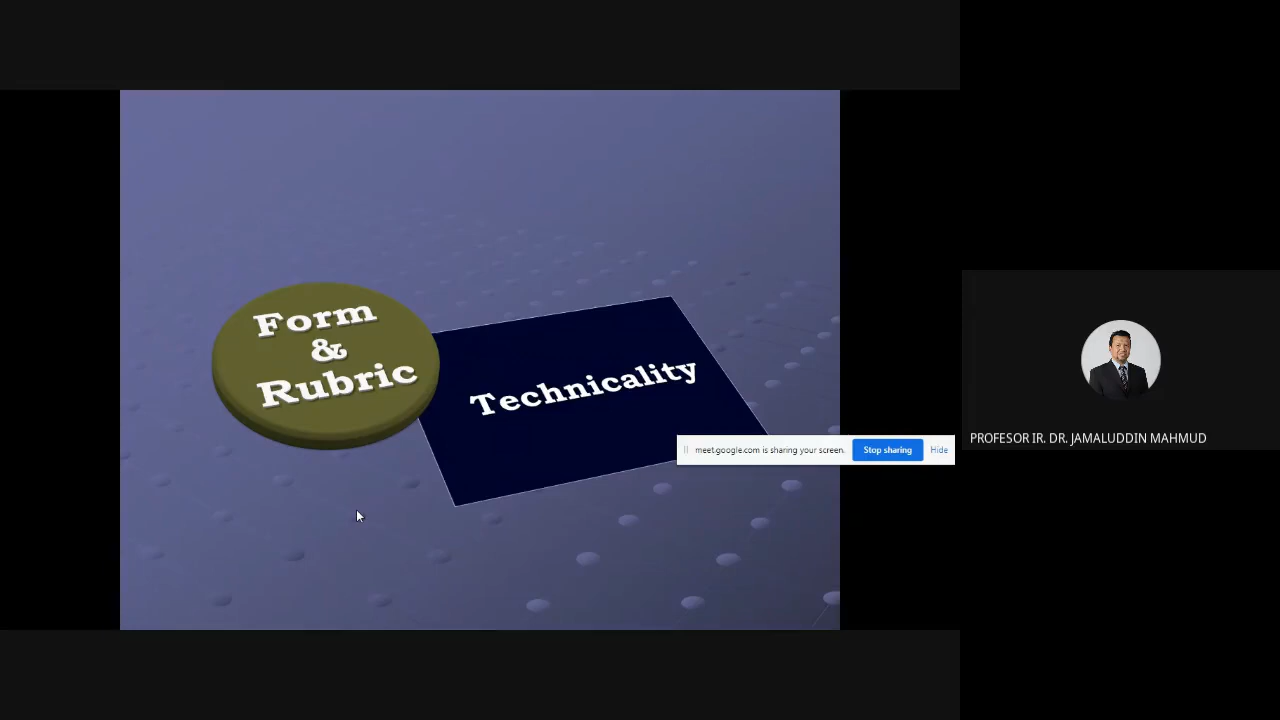 Form
&
Rubric
Technicality
meet.google.com is sharing your screen.
Stop sharing
Hide
PROFESOR IR. DR. JAMALUDDIN MAHMUD